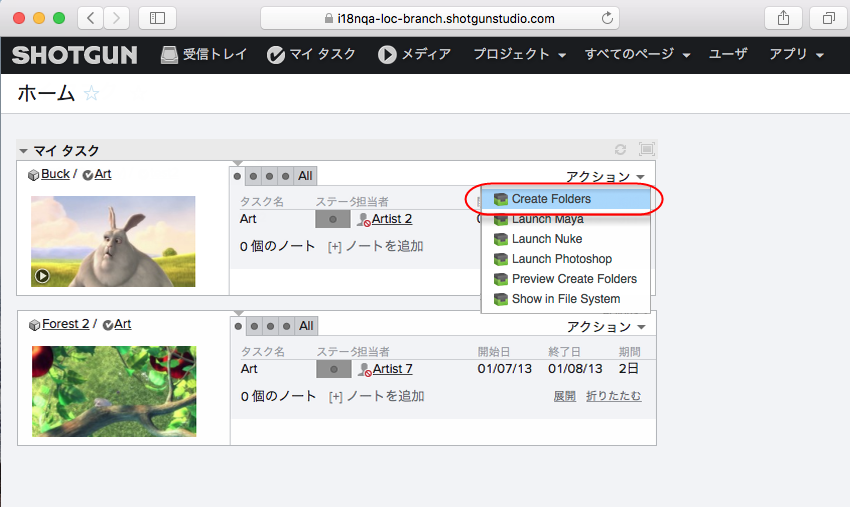 i18nqa-loc-branch.shotgunstudio.com
SHOTGUN 受信トレイ マイ タスク メディア プロジェクト すべてのページ ユーザ アプリ
ホーム
マイ タスク
Buck / Art
All アクション
タスク名 ステータ担当者
Art Artist 2
0 個のノート [+] ノートを追加
Create Folders
Launch Maya
Launch Nuke
Launch Photoshop
Preview Create Folders
Show in File System
Forest 2 / Art
All アクション
タスク名 ステータ担当者 開始日 終了日 期間
Art Artist 7 01/07/13 01/08/13 2日
0 個のノート [+] ノートを追加 展開 折りたたむ